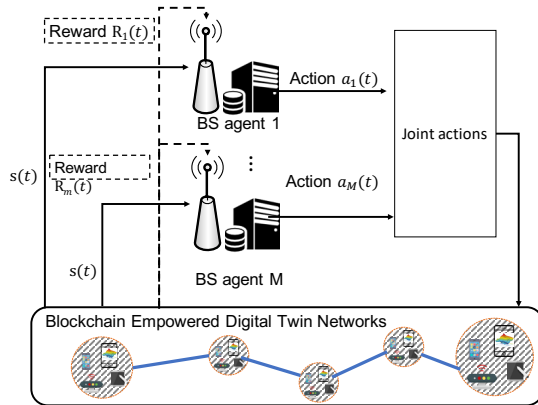 Reward R₁(t)
Action a₁(t)
BS agent 1
Joint actions
⋮
Reward
Rₘ(t)
s(t)
Action a_M(t)
s(t)
BS agent M
Blockchain Empowered Digital Twin Networks